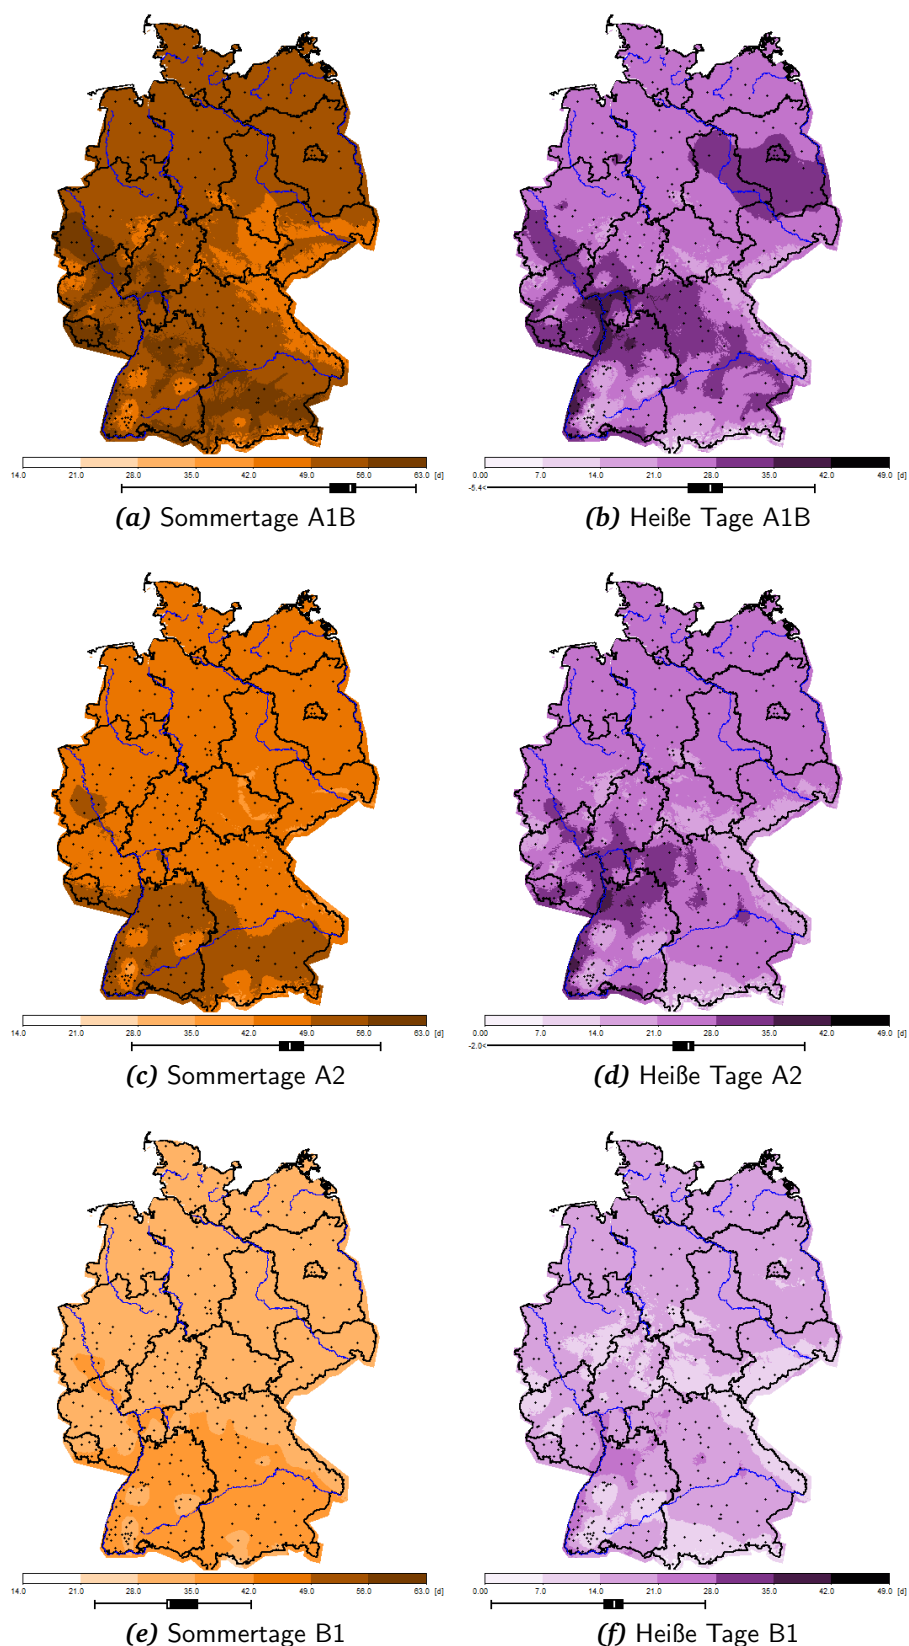 14.0 21.0 28.0 35.0 42.0 49.0 56.0 63.0 [d]
0.00 7.0 14.0 21.0 28.0 35.0 42.0 49.0 [d]
-5.4<
(a) Sommertage A1B
(b) Heiße Tage A1B
14.0 21.0 28.0 35.0 42.0 49.0 56.0 63.0 [d]
0.00 7.0 14.0 21.0 28.0 35.0 42.0 49.0 [d]
-2.0<
(c) Sommertage A2
(d) Heiße Tage A2
14.0 21.0 28.0 35.0 42.0 49.0 56.0 63.0 [d]
0.00 7.0 14.0 21.0 28.0 35.0 42.0 49.0 [d]
(e) Sommertage B1
(f) Heiße Tage B1